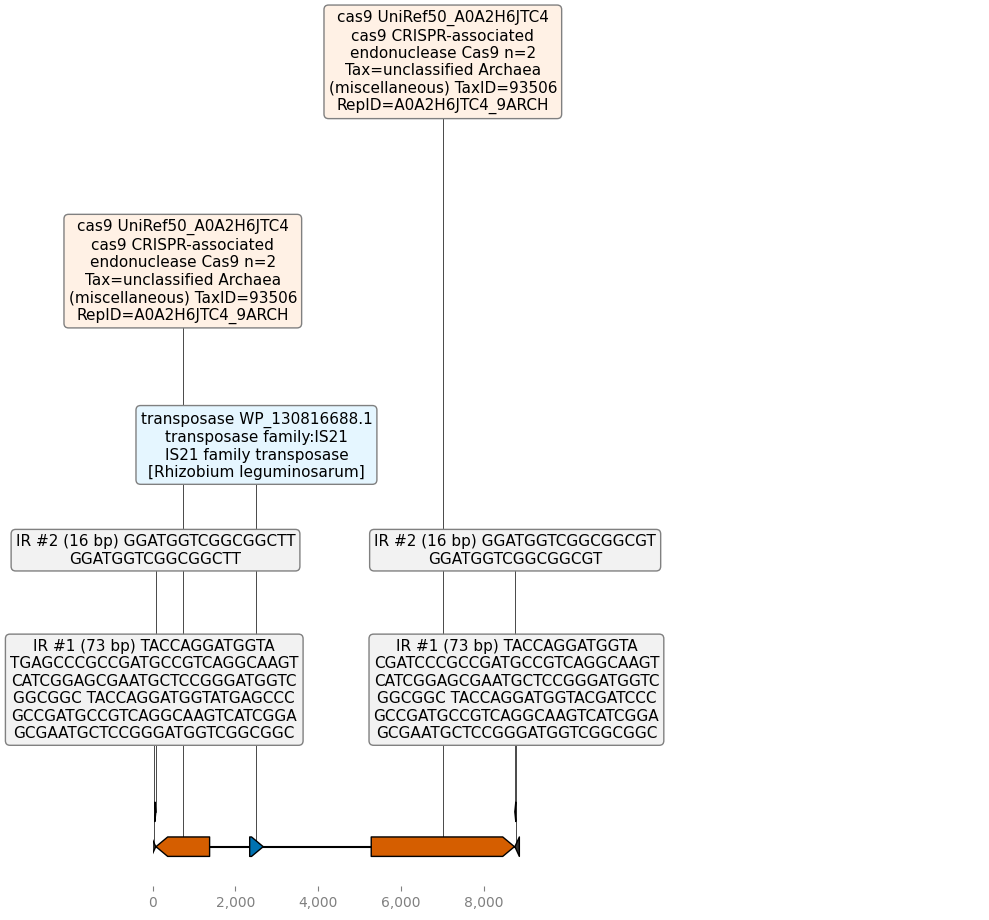 cas9 UniRef50_A0A2H6JTC4
cas9 CRISPR-associated
endonuclease Cas9 n=2
Tax=unclassified Archaea
(miscellaneous) TaxID=93506
RepID=A0A2H6JTC4_9ARCH
cas9 UniRef50_A0A2H6JTC4
cas9 CRISPR-associated
endonuclease Cas9 n=2
Tax=unclassified Archaea
(miscellaneous) TaxID=93506
RepID=A0A2H6JTC4_9ARCH
transposase WP_130816688.1
transposase family:IS21
IS21 family transposase
[Rhizobium leguminosarum]
IR #2 (16 bp) GGATGGTCGGCGGCTT
GGATGGTCGGCGGCTT
IR #2 (16 bp) GGATGGTCGGCGGCGT
GGATGGTCGGCGGCGT
IR #1 (73 bp) TACCAGGATGGTA
TGAGCCCGCCGATGCCGTCAGGCAAGT
CATCGGAGCGAATGCTCCGGGATGGTC
GGCGGC TACCAGGATGGTATGAGCCC
GCCGATGCCGTCAGGCAAGTCATCGGA
GCGAATGCTCCGGGATGGTCGGCGGC
IR #1 (73 bp) TACCAGGATGGTA
CGATCCCGCCGATGCCGTCAGGCAAGT
CATCGGAGCGAATGCTCCGGGATGGTC
GGCGGC TACCAGGATGGTACGATCCC
GCCGATGCCGTCAGGCAAGTCATCGGA
GCGAATGCTCCGGGATGGTCGGCGGC
0 2,000 4,000 6,000 8,000